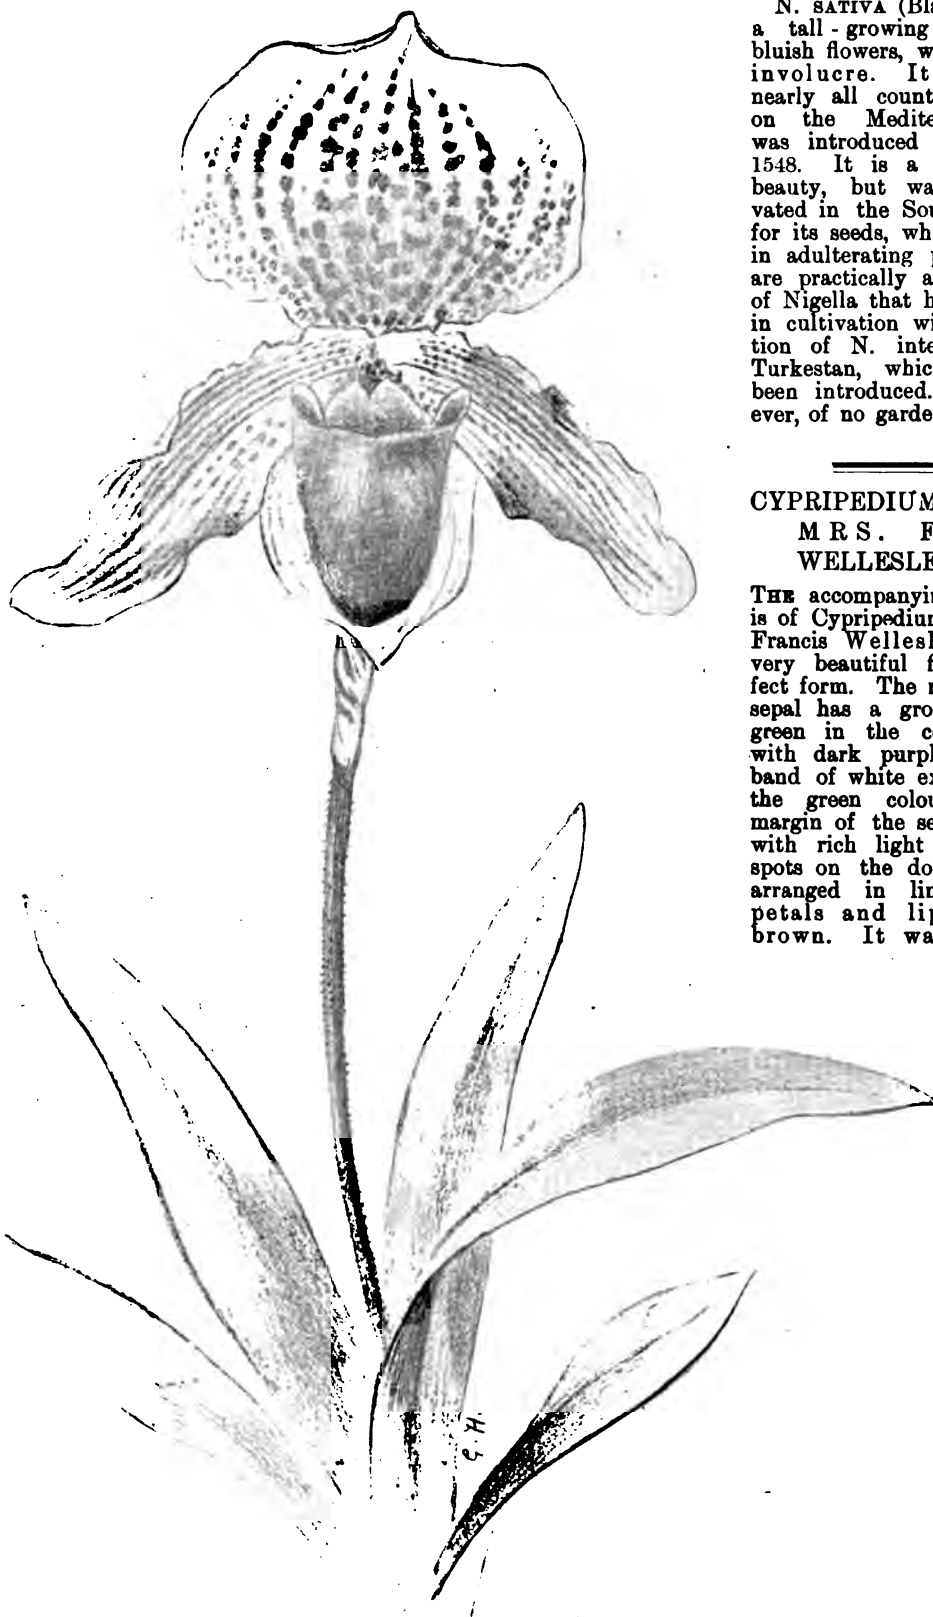 N. SATIVA (Bla
a tall - growing
bluish flowers, w
involucre. It
nearly all count
on the Medite
was introduced
1548. It is a
beauty, but wa
vated in the Sou
for its seeds, wh
in adulterating p
are practically a
of Nigella that h
in cultivation wi
tion of N. inte
Turkestan, whic
been introduced.
ever, of no garde
CYPRIPEDIUM
MRS. F
WELLESLE
THE accompanyin
is of Cypripediun
Francis Wellesl
very beautiful f
fect form. The
sepal has a gro
green in the c
with dark purpl
band of white ex
the green colou
margin of the se
with rich light
spots on the do
arranged in lin
petals and lip
brown. It wa
G. H.